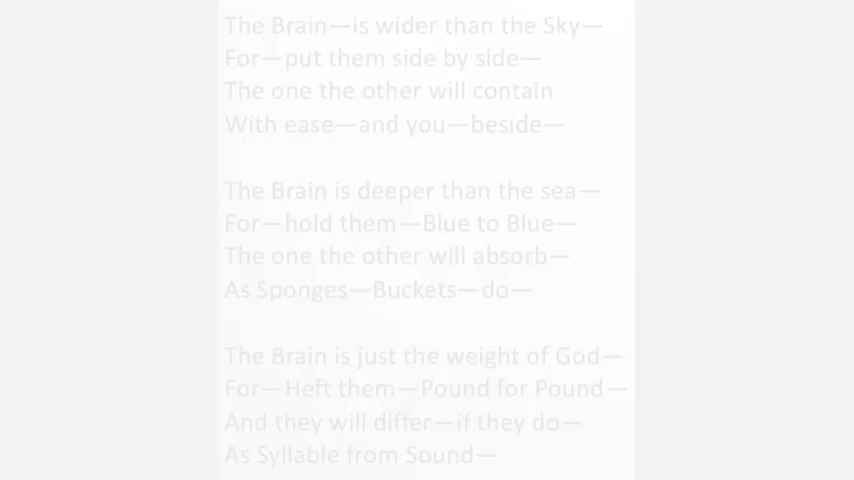 The Brain—is wider than the Sky—
For—put them side by side—
The one the other will contain
With ease—and you—beside—
The Brain is deeper than the sea—
For—hold them—Blue to Blue—
The one the other will absorb—
As Sponges—Buckets—do—
The Brain is just the weight of God—
For—Heft them—Pound for Pound—
And they will differ—if they do—
As Syllable from Sound—